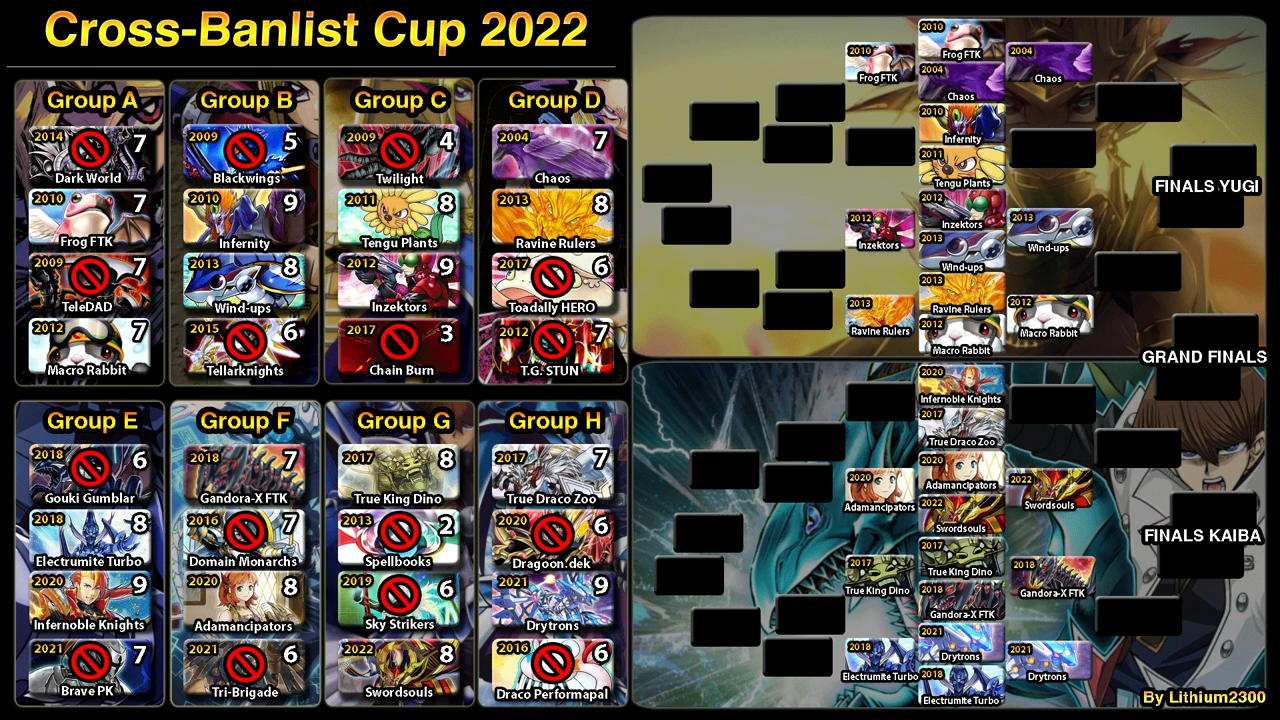 Cross-Banlist Cup 2022
Group A
2014
7
Dark World
2010
7
Frog FTK
2009
7
TeleDAD
2012
7
Macro Rabbit
Group B
2009
5
Blackwings
2010
9
Infernity
2013
8
Wind-ups
2015
6
Tellarknights
Group C
2009
4
Twilight
2011
8
Tengu Plants
2012
9
Inzektors
2017
3
Chain Burn
Group D
2004
7
Chaos
2013
8
Ravine Rulers
2017
6
Toadally HERO
2012
7
T.G. STUN
Group E
2018
6
Gouki Gumblar
2018
8
Electrumite Turbo
2020
9
Infernoble Knights
2021
7
Brave PK
Group F
2018
7
Gandora-X FTK
2016
7
Domain Monarchs
2020
8
Adamancipators
2021
6
Tri-Brigade
Group G
2017
8
True King Dino
2013
2
Spellbooks
2019
6
Sky Strikers
2022
8
Swordsouls
Group H
2017
7
True Draco Zoo
2020
6
Dragoon.dek
2021
9
Drytrons
2016
6
Draco Performapal
2010
Frog FTK
2012
Inzektors
2013
Ravine Rulers
2010
Frog FTK
2004
Chaos
2010
Infernity
2011
Tengu Plants
2012
Inzektors
2013
Wind-ups
2013
Ravine Rulers
2012
Macro Rabbit
2004
Chaos
2013
Wind-ups
2012
Macro Rabbit
FINALS YUGI
GRAND FINALS
2020
Adamancipators
2017
True King Dino
2018
Electrumite Turbo
2020
Infernoble Knights
2017
True Draco Zoo
2020
Adamancipators
2022
Swordsouls
2017
True King Dino
2018
Gandora-X FTK
2021
Drytrons
2018
Electrumite Turbo
2022
Swordsouls
2018
Gandora-X FTK
2021
Drytrons
FINALS KAIBA
By Lithium2300